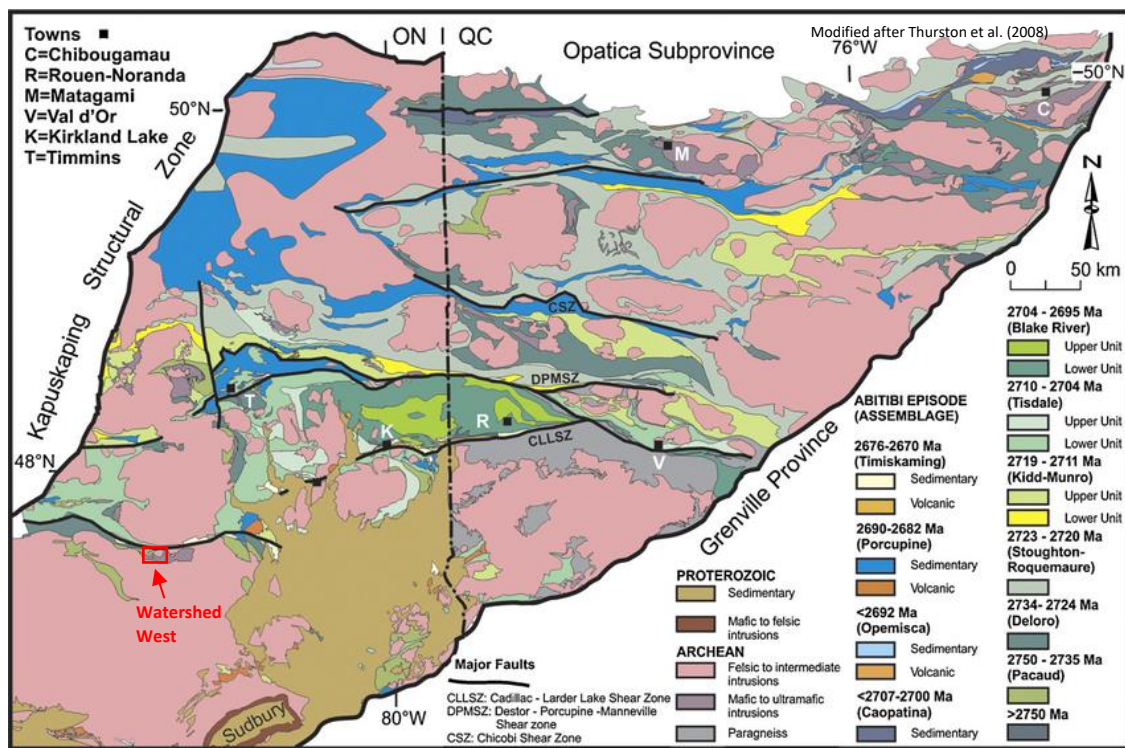 Towns
C=Chibougamau
R=Rouen-Noranda
M=Matagami
V=Val d'Or
K=Kirkland Lake
T=Timmins
ON
QC
Opatica Subprovince
Modified after Thurston et al. (2008)
76°W
50°N
50°N
C
M
N
Kapuskaping Structural Zone
0 50 km
CSZ
DPMSZ
T
K
R
CLLSZ
V
48°N
Grenville Province
Watershed
West
Sudbury
80°W
Major Faults
CLLSZ: Cadillac - Larder Lake Shear Zone
DPMSZ: Destor - Porcupine -Manneville
Shear zone
CSZ: Chicobi Shear Zone
PROTEROZOIC
Sedimentary
Mafic to felsic
intrusions
ARCHEAN
Felsic to intermediate
intrusions
Mafic to ultramafic
intrusions
Paragneiss
ABITIBI EPISODE
(ASSEMBLAGE)
2676-2670 Ma
(Timiskaming)
Sedimentary
Volcanic
2690-2682 Ma
(Porcupine)
Sedimentary
Volcanic
<2692 Ma
(Opemisca)
Sedimentary
Volcanic
<2707-2700 Ma
(Caopatina)
Sedimentary
2704 - 2695 Ma
(Blake River)
Upper Unit
Lower Unit
2710 - 2704 Ma
(Tisdale)
Upper Unit
Lower Unit
2719 - 2711 Ma
(Kidd-Munro)
Upper Unit
Lower Unit
2723 - 2720 Ma
(Stoughton-
Roquemaure)
2734- 2724 Ma
(Deloro)
2750 - 2735 Ma
(Pacaud)
>2750 Ma